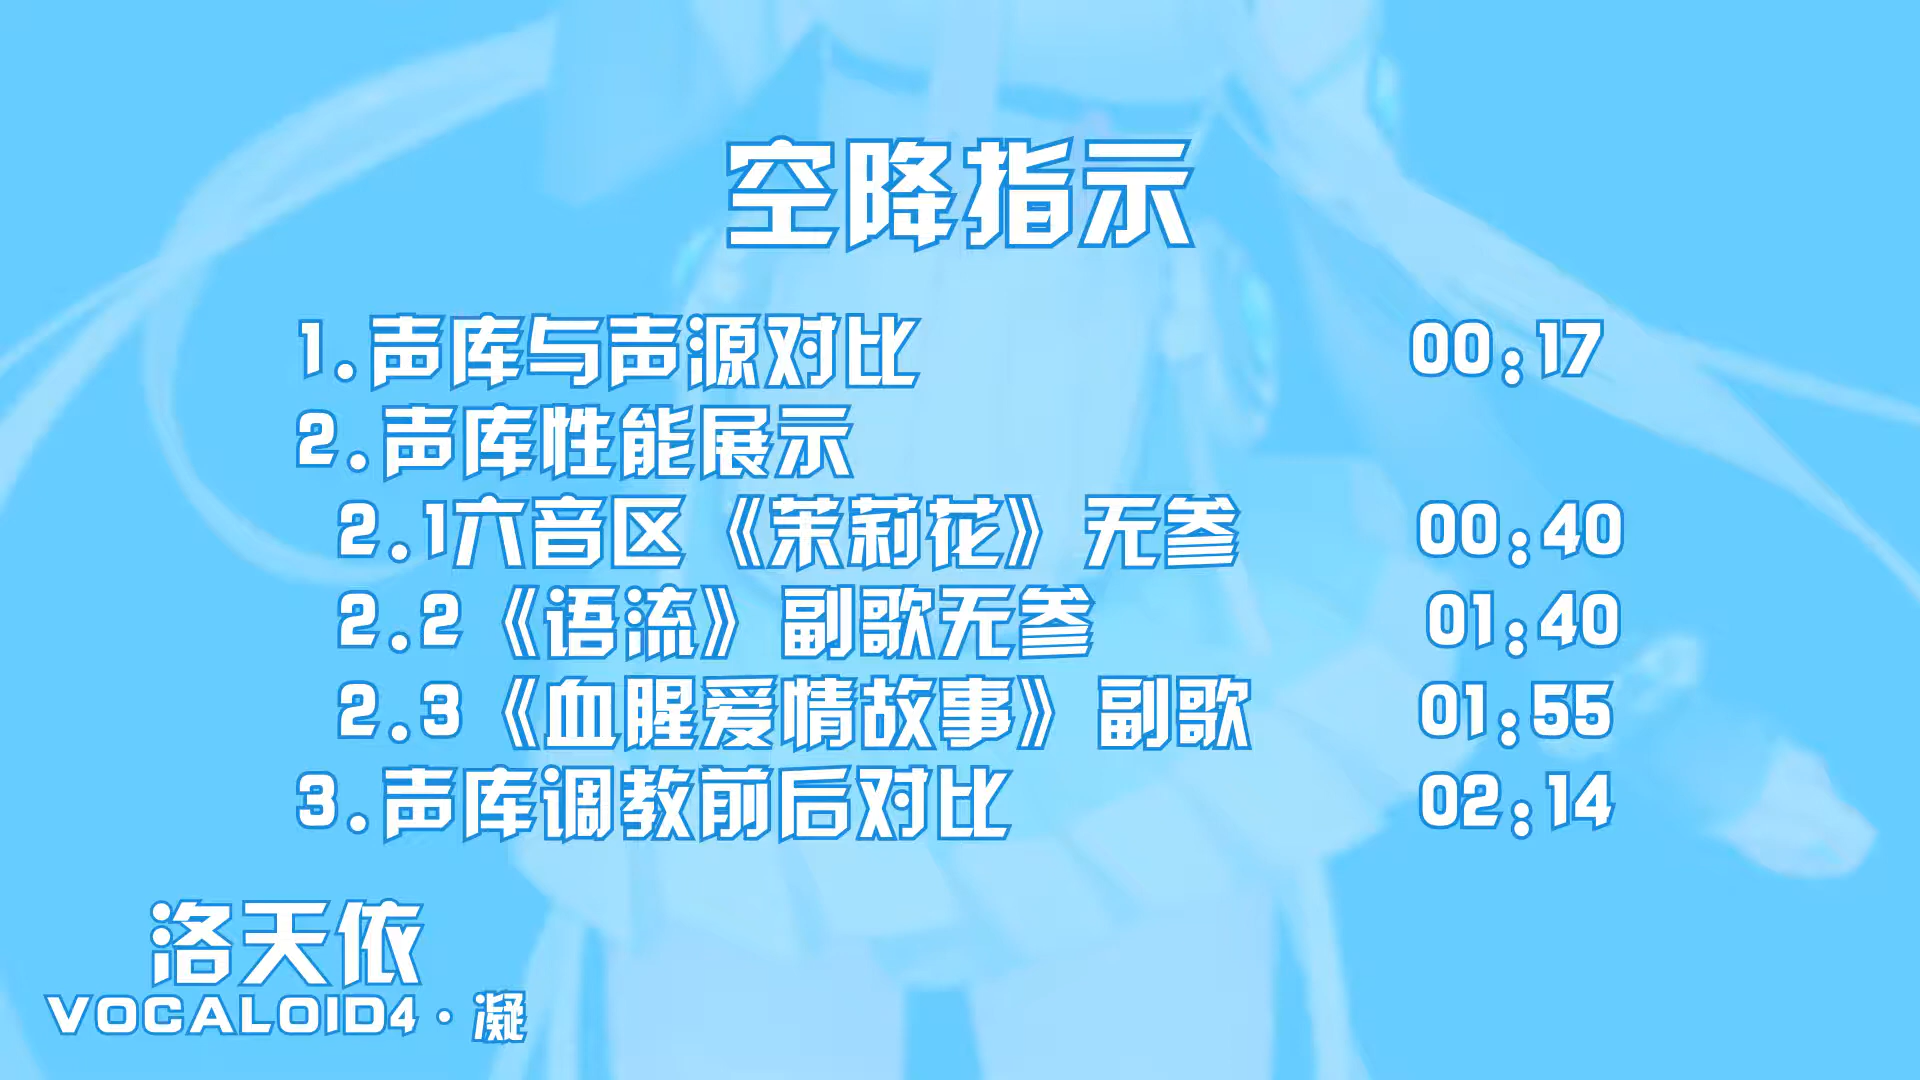 空降指示
1.声库与声源对比 00:17
2.声库性能展示
2.1六音区《茉莉花》无参 00:40
2.2《语流》副歌无参 01:40
2.3《血腥爱情故事》副歌 01:55
3.声库调教前后对比 02:14
洛天依
VOCALOID4·凝